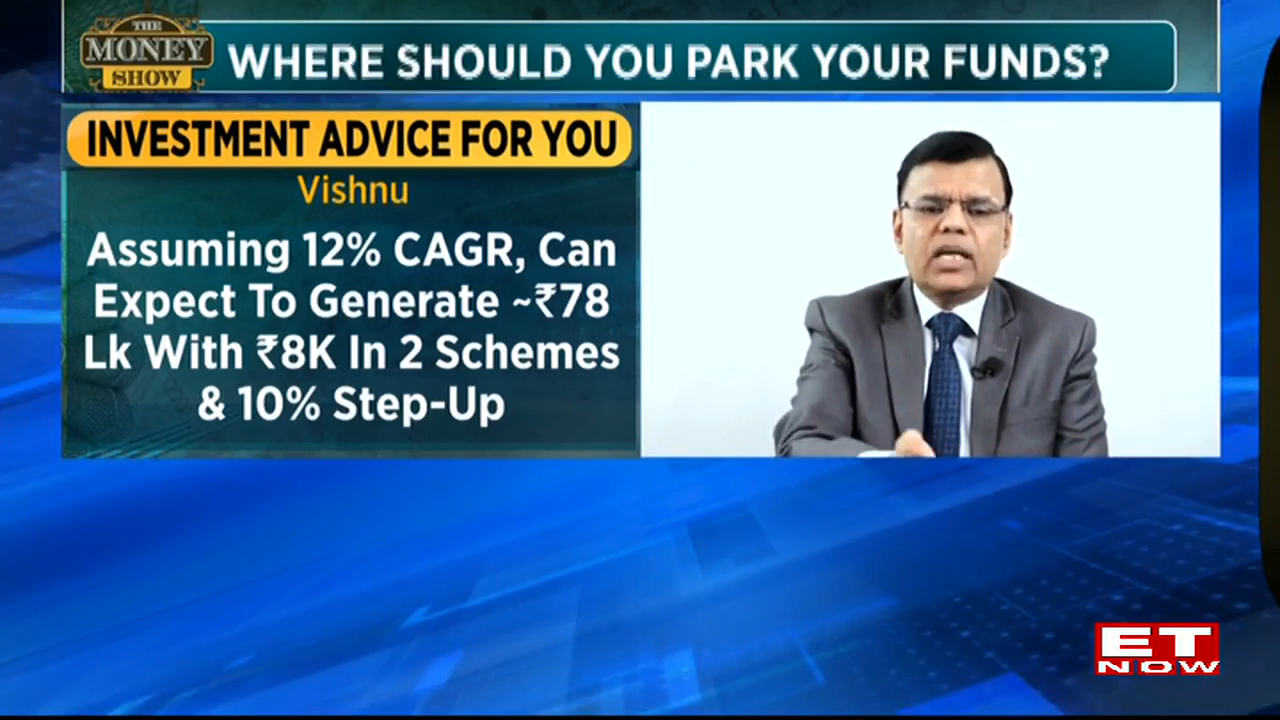 THE
MONEY
SHOW
WHERE SHOULD YOU PARK YOUR FUNDS?
INVESTMENT ADVICE FOR YOU
Vishnu
Assuming 12% CAGR, Can
Expect To Generate ~₹78
Lk With ₹8K In 2 Schemes
& 10% Step-Up
ET
NOW